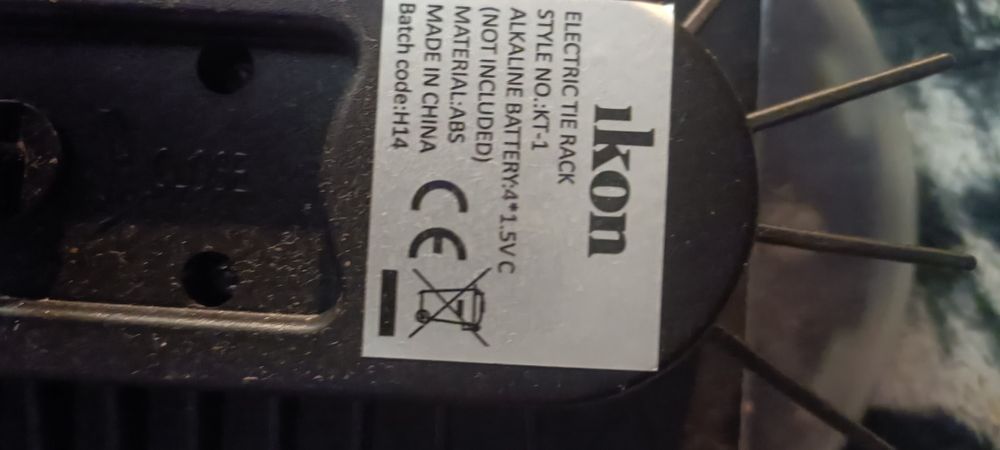 ıkon
ELECTRIC TIE RACK
STYLE NO.:KT-1
ALKALINE BATTERY:4*1.5V C
(NOT INCLUDED)
MATERIAL:ABS
MADE IN CHINA
Batch code:H14
CE